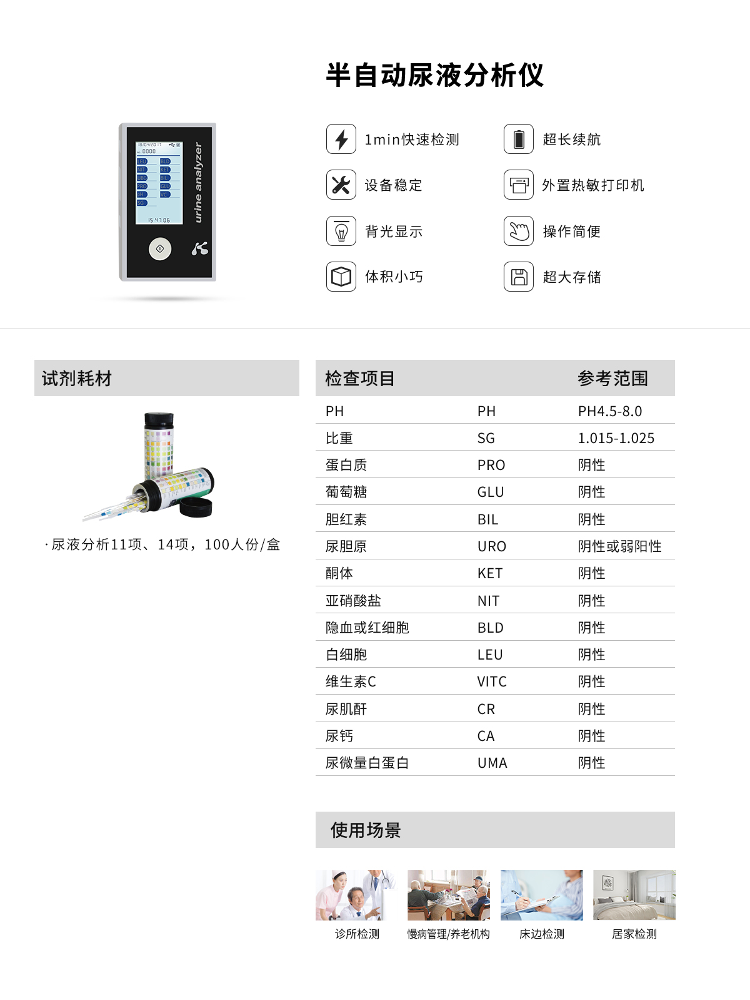 半自动尿液分析仪
18/04/2017
0000
LEU BLD
NIT KET
UBG BIL
PRO GLU
pH VC
SG
15:47:06
urine analyzer
1min快速检测
超长续航
设备稳定
外置热敏打印机
背光显示
操作简便
体积小巧
超大存储
试剂耗材
·尿液分析11项、14项，100人份/盒
检查项目 参考范围
PH PH PH4.5-8.0
比重 SG 1.015-1.025
蛋白质 PRO 阴性
葡萄糖 GLU 阴性
胆红素 BIL 阴性
尿胆原 URO 阴性或弱阳性
酮体 KET 阴性
亚硝酸盐 NIT 阴性
隐血或红细胞 BLD 阴性
白细胞 LEU 阴性
维生素C VITC 阴性
尿肌酐 CR 阴性
尿钙 CA 阴性
尿微量白蛋白 UMA 阴性
使用场景
诊所检测
慢病管理/养老机构
床边检测
居家检测